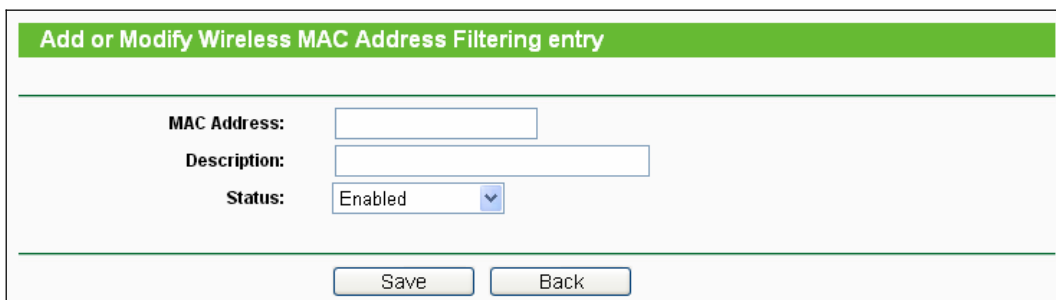 Add or Modify Wireless MAC Address Filtering entry
MAC Address:
Description:
Status: Enabled
Save Back